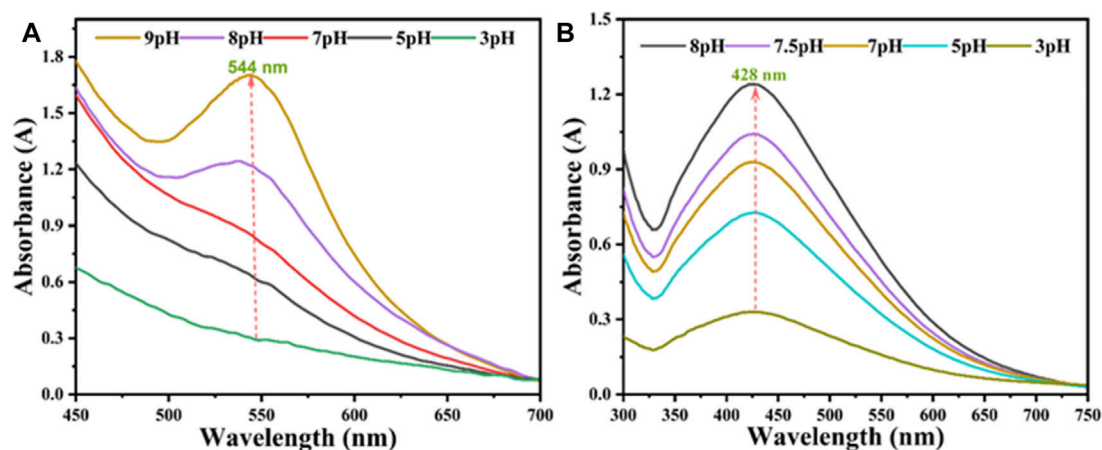 A
9pH 8pH 7pH 5pH 3pH
544 nm
1.8
1.5
1.2
0.9
0.6
0.3
0.0
Absorbance (A)
450 500 550 600 650 700
Wavelength (nm)
B
8pH 7.5pH 7pH 5pH 3pH
428 nm
1.5
1.2
0.9
0.6
0.3
0.0
Absorbance (A)
300 350 400 450 500 550 600 650 700 750
Wavelength (nm)